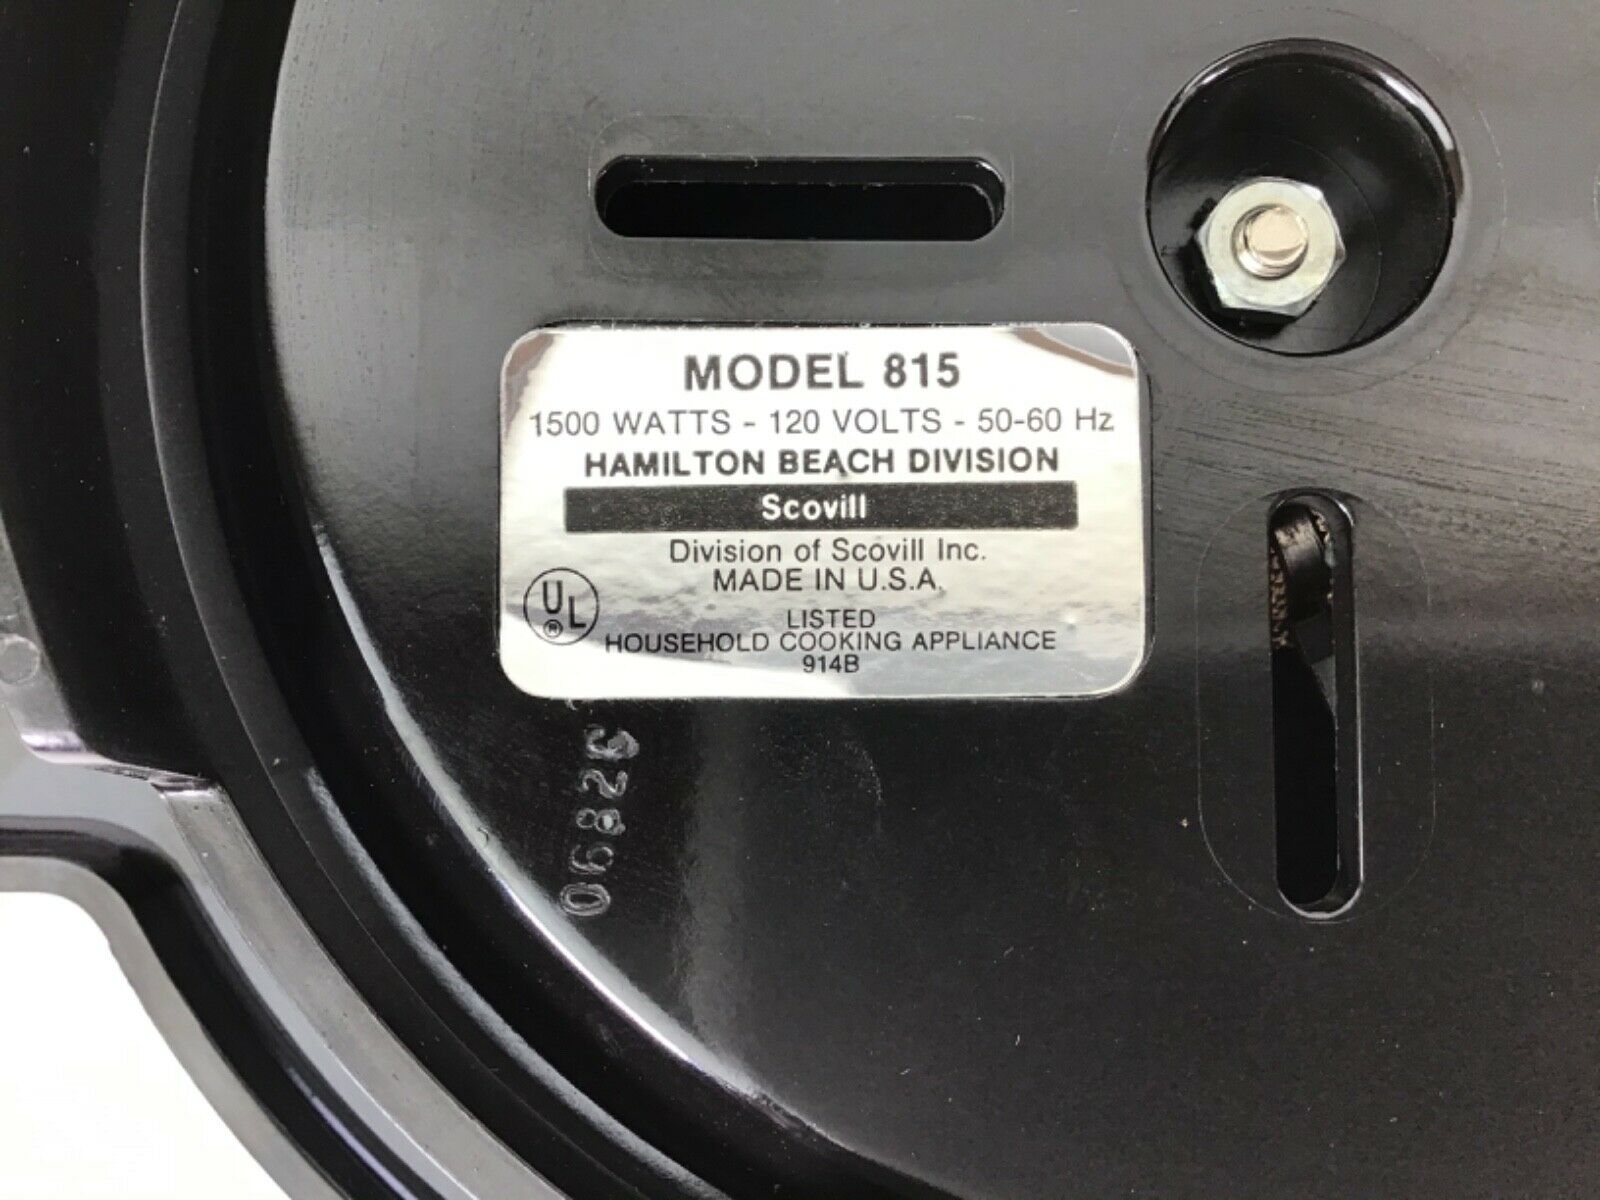 MODEL 815
1500 WATTS - 120 VOLTS - 50-60 Hz
HAMILTON BEACH DIVISION
Scovill
Division of Scovill Inc.
MADE IN U.S.A.
UL
®
LISTED
HOUSEHOLD COOKING APPLIANCE
914B